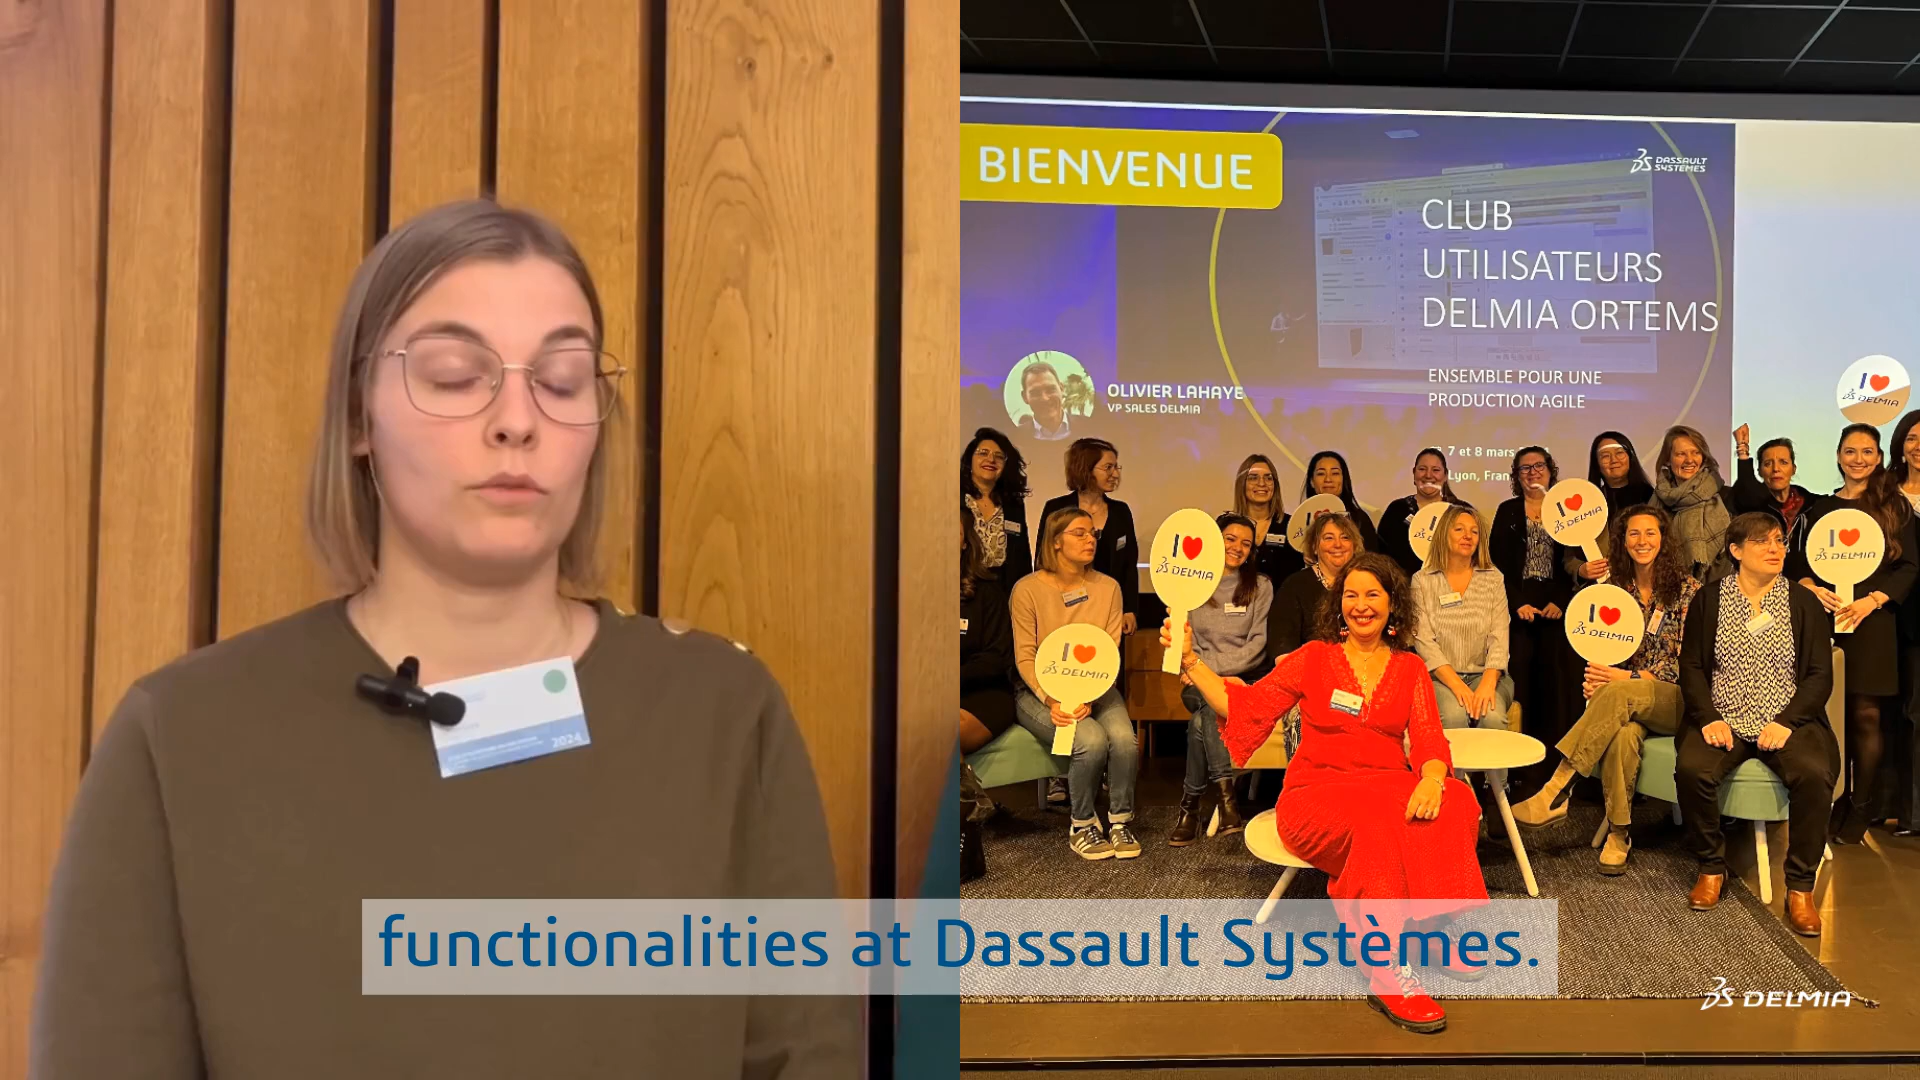 2024
BIENVENUE
DASSAULT
SYSTEMES
CLUB
UTILISATEURS
DELMIA ORTEMS
ENSEMBLE POUR UNE
PRODUCTION AGILE
OLIVIER LAHAYE
VP SALES DELMIA
7 et 8 mars
Lyon,
I
DELMIA
I
DELMIA
I
DELMIA
I
DELMIA
I
DELMIA
I
DELMIA
functionalities at Dassault Systèmes.
DELMIA